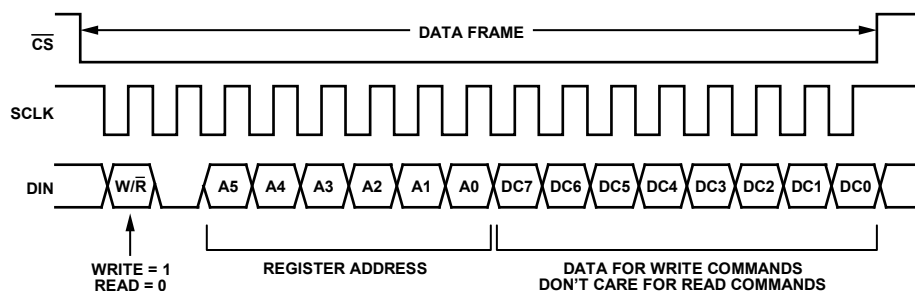 DATA FRAME
C̅S̅
SCLK
DIN W/R̅ A5 A4 A3 A2 A1 A0 DC7 DC6 DC5 DC4 DC3 DC2 DC1 DC0
WRITE = 1
READ = 0
REGISTER ADDRESS
DATA FOR WRITE COMMANDS
DON’T CARE FOR READ COMMANDS